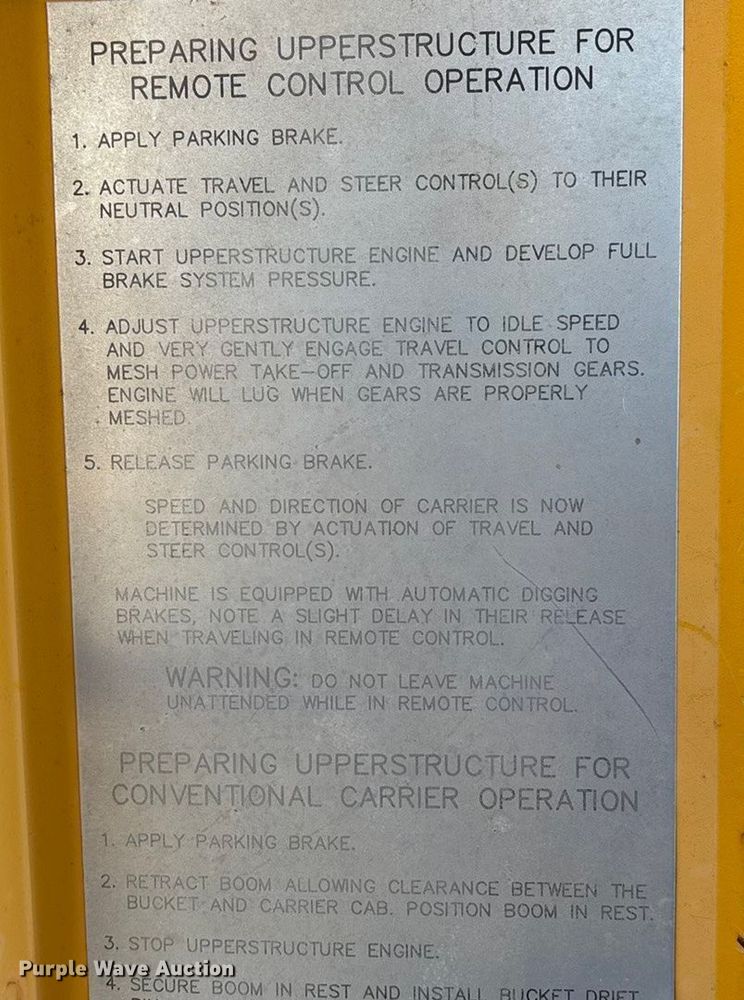 PREPARING UPPERSTRUCTURE FOR
REMOTE CONTROL OPERATION
1. APPLY PARKING BRAKE.
2. ACTUATE TRAVEL AND STEER CONTROL(S) TO THEIR
NEUTRAL POSITION(S).
3. START UPPERSTRUCTURE ENGINE AND DEVELOP FULL
BRAKE SYSTEM PRESSURE.
4. ADJUST UPPERSTRUCTURE ENGINE TO IDLE SPEED
AND VERY GENTLY ENGAGE TRAVEL CONTROL TO
MESH POWER TAKE-OFF AND TRANSMISSION GEARS.
ENGINE WILL LUG WHEN GEARS ARE PROPERLY
MESHED.
5. RELEASE PARKING BRAKE.
SPEED AND DIRECTION OF CARRIER IS NOW
DETERMINED BY ACTUATION OF TRAVEL AND
STEER CONTROL(S).
MACHINE IS EQUIPPED WITH AUTOMATIC DIGGING
BRAKES, NOTE A SLIGHT DELAY IN THEIR RELEASE
WHEN TRAVELING IN REMOTE CONTROL.
WARNING: DO NOT LEAVE MACHINE
UNATTENDED WHILE IN REMOTE CONTROL.
PREPARING UPPERSTRUCTURE FOR
CONVENTIONAL CARRIER OPERATION
1. APPLY PARKING BRAKE.
2. RETRACT BOOM ALLOWING CLEARANCE BETWEEN THE
BUCKET AND CARRIER CAB. POSITION BOOM IN REST.
3. STOP UPPERSTRUCTURE ENGINE.
4. SECURE BOOM IN REST AND INSTALL BUCKET DRIFT
Purple Wave Auction